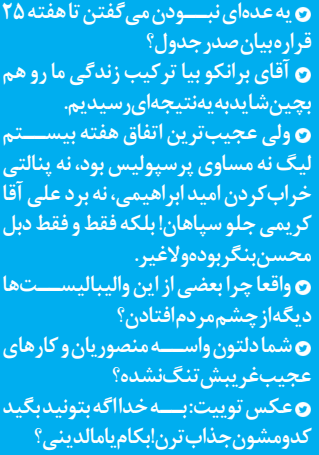 یه عده‌ای نبودن می گفتن تا هفته ۲۵
قراره بیان صدر جدول؟
آقای برانکو بیا ترکیب زندگی ما رو هم
بچین شاید به یه نتیجه‌ای رسیدیم.
ولی عجیب‌ترین اتفاق هفته بیستم
لیگ نه مساوی پرسپولیس بود، نه پنالتی
خراب کردن امید ابراهیمی، نه برد علی آقا
کریمی جلو سپاهان! بلکه فقط و فقط دبل
محسن بنگر بوده ولاغیر.
واقعا چرا بعضی از این والیبالیست‌ها
دیگه از چشم مردم افتادن؟
شما دلتون واسه منصوریان و کارهای
عجیب غریبش تنگ نشده؟
عکس توییت: به خدا اگه بتونید بگید
کدومشون جذاب ترن! بکام یا مالدینی؟